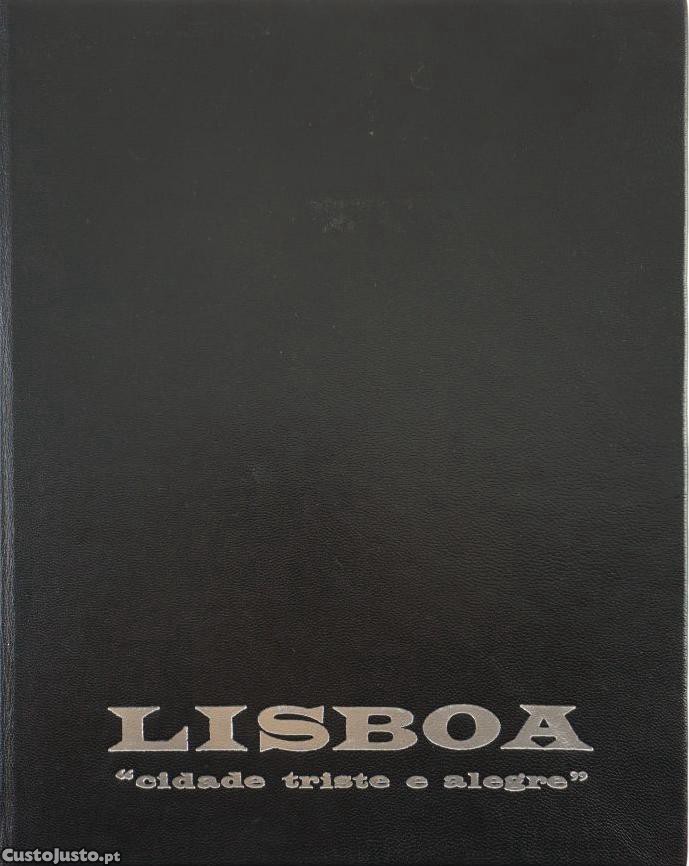 LISBOA
“cidade triste e alegre”
CustoJusto.pt